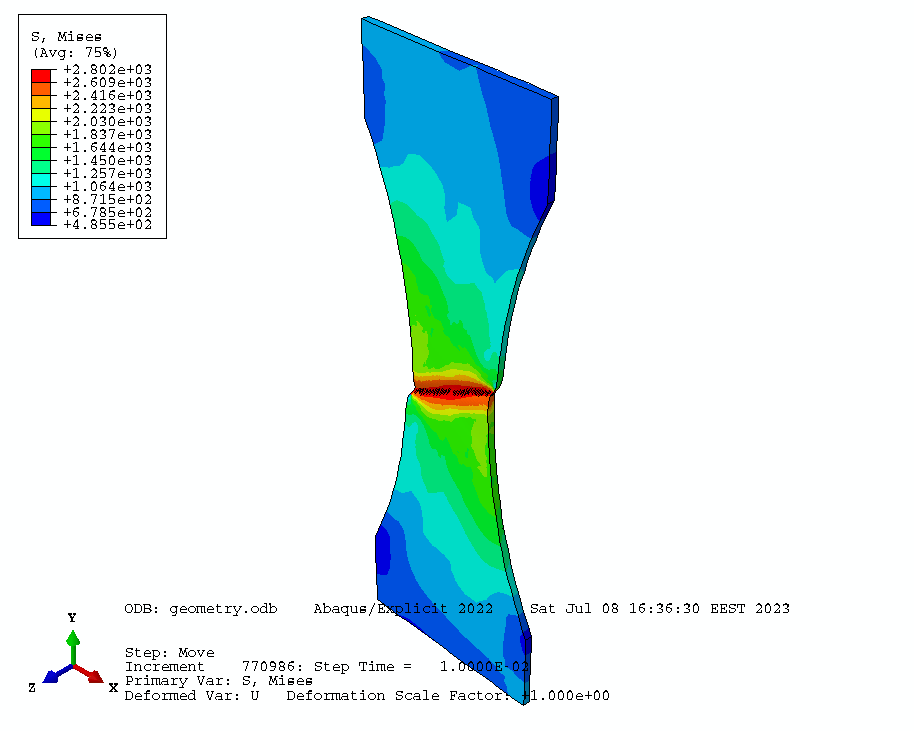 S, Mises
(Avg: 75%)
+2.802e+03
+2.609e+03
+2.416e+03
+2.223e+03
+2.030e+03
+1.837e+03
+1.644e+03
+1.450e+03
+1.257e+03
+1.064e+03
+8.715e+02
+6.785e+02
+4.855e+02
ODB: geometry.odb    Abaqus/Explicit 2022    Sat Jul 08 16:36:30 EEST 2023
Y
Z
X
Step: Move
Increment    770986: Step Time =   1.0000E-02
Primary Var: S, Mises
Deformed Var: U   Deformation Scale Factor: +1.000e+00